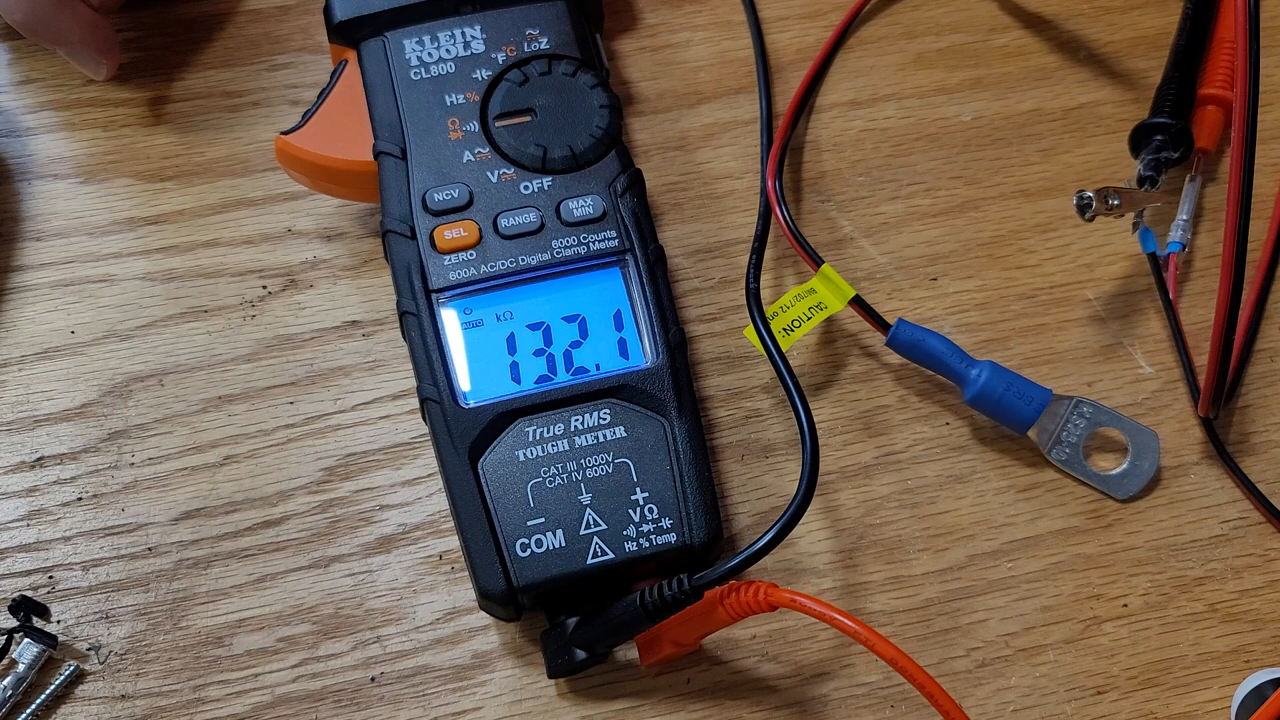 KLEIN
TOOLS
CL800
LoZ
°F°C
Hz%
Ω
A
V
OFF
NCV
RANGE
MAX
MIN
SEL
ZERO
6000 Counts
600A AC/DC Digital Clamp Meter
AUTO
kΩ
132.1
True RMS
TOUGH METER
CAT III 1000V
CAT IV 600V
COM
VΩ
Hz % Temp
CAUTION: